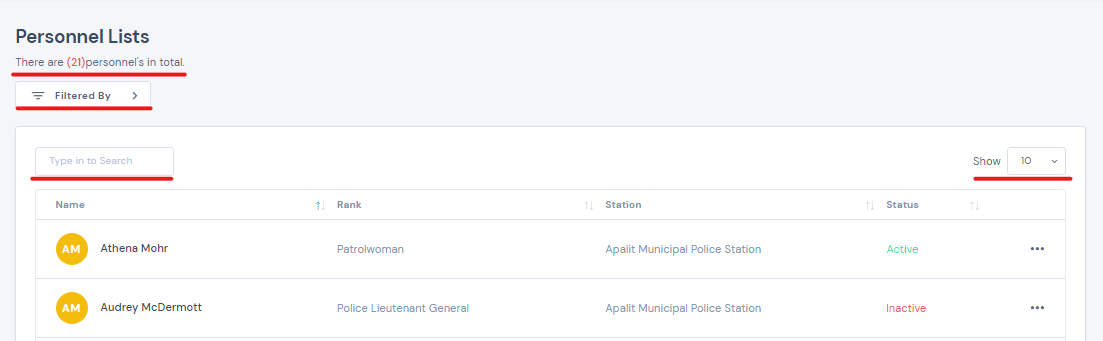 Personnel Lists
There are (21)personnel's in total.
Filtered By
Type in to Search
Show 10
Name Rank Station Status
AM Athena Mohr Patrolwoman Apalit Municipal Police Station Active
AM Audrey McDermott Police Lieutenant General Apalit Municipal Police Station Inactive